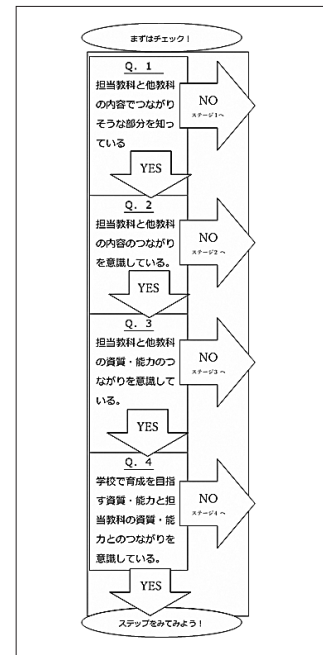 まずはチェック！
Q．1
担当教科と他教科
の内容でつながり
そうな部分を知っ
ている
NO
ステージ1へ
YES
Q．2
担当教科と他教科
の内容のつながり
を意識している。
NO
ステージ2へ
YES
Q．3
担当教科と他教科
の資質・能力のつ
ながりを意識して
いる。
NO
ステージ3へ
YES
Q．4
学校で育成を目指
す資質・能力と担
当教科の資質・能
力とのつながりを
意識している。
NO
ステージ4へ
YES
ステップをみてみよう！